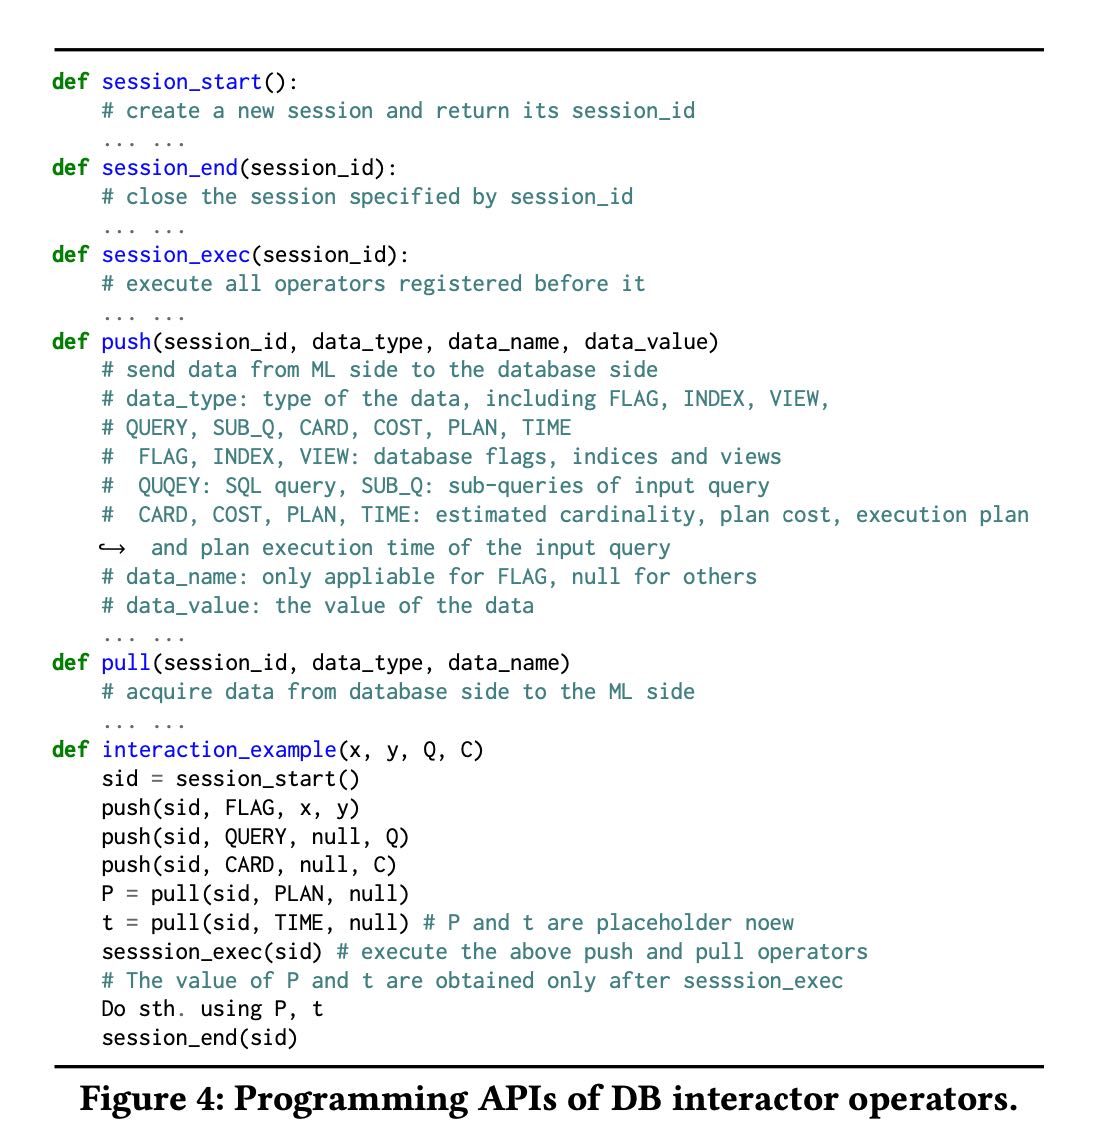 def session_start():
    # create a new session and return its session_id
    ... ...
def session_end(session_id):
    # close the session specified by session_id
    ... ...
def session_exec(session_id):
    # execute all operators registered before it
    ... ...
def push(session_id, data_type, data_name, data_value)
    # send data from ML side to the database side
    # data_type: type of the data, including FLAG, INDEX, VIEW,
    # QUERY, SUB_Q, CARD, COST, PLAN, TIME
    #  FLAG, INDEX, VIEW: database flags, indices and views
    #  QUQEY: SQL query, SUB_Q: sub-queries of input query
    #  CARD, COST, PLAN, TIME: estimated cardinality, plan cost, execution plan
    ↪  and plan execution time of the input query
    # data_name: only appliable for FLAG, null for others
    # data_value: the value of the data
    ... ...
def pull(session_id, data_type, data_name)
    # acquire data from database side to the ML side
    ... ...
def interaction_example(x, y, Q, C)
    sid = session_start()
    push(sid, FLAG, x, y)
    push(sid, QUERY, null, Q)
    push(sid, CARD, null, C)
    P = pull(sid, PLAN, null)
    t = pull(sid, TIME, null) # P and t are placeholder noew
    sesssion_exec(sid) # execute the above push and pull operators
    # The value of P and t are obtained only after sesssion_exec
    Do sth. using P, t
    session_end(sid)
Figure 4: Programming APIs of DB interactor operators.